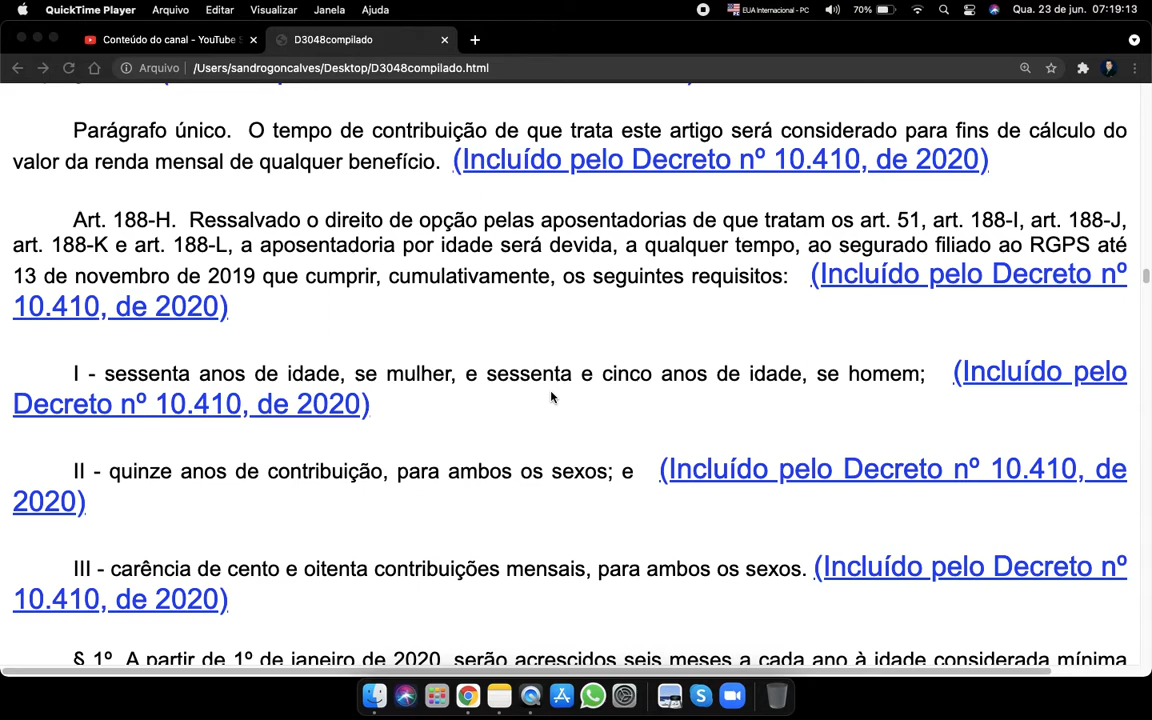 QuickTime Player Arquivo Editar Visualizar Janela Ajuda EUA Internacional - PC 70% Qua. 23 de jun. 07:19:13
Conteúdo do canal - YouTube D3048compilado
Arquivo /Users/sandrogoncalves/Desktop/D3048compilado.html
Parágrafo único. O tempo de contribuição de que trata este artigo será considerado para fins de cálculo do
valor da renda mensal de qualquer benefício. (Incluído pelo Decreto nº 10.410, de 2020)
Art. 188-H. Ressalvado o direito de opção pelas aposentadorias de que tratam os art. 51, art. 188-I, art. 188-J,
art. 188-K e art. 188-L, a aposentadoria por idade será devida, a qualquer tempo, ao segurado filiado ao RGPS até
13 de novembro de 2019 que cumprir, cumulativamente, os seguintes requisitos: (Incluído pelo Decreto nº
10.410, de 2020)
I - sessenta anos de idade, se mulher, e sessenta e cinco anos de idade, se homem; (Incluído pelo
Decreto nº 10.410, de 2020)
II - quinze anos de contribuição, para ambos os sexos; e (Incluído pelo Decreto nº 10.410, de
2020)
III - carência de cento e oitenta contribuições mensais, para ambos os sexos. (Incluído pelo Decreto nº
10.410, de 2020)
§ 1º A partir de 1º de janeiro de 2020, serão acrescidos seis meses a cada ano à idade considerada mínima